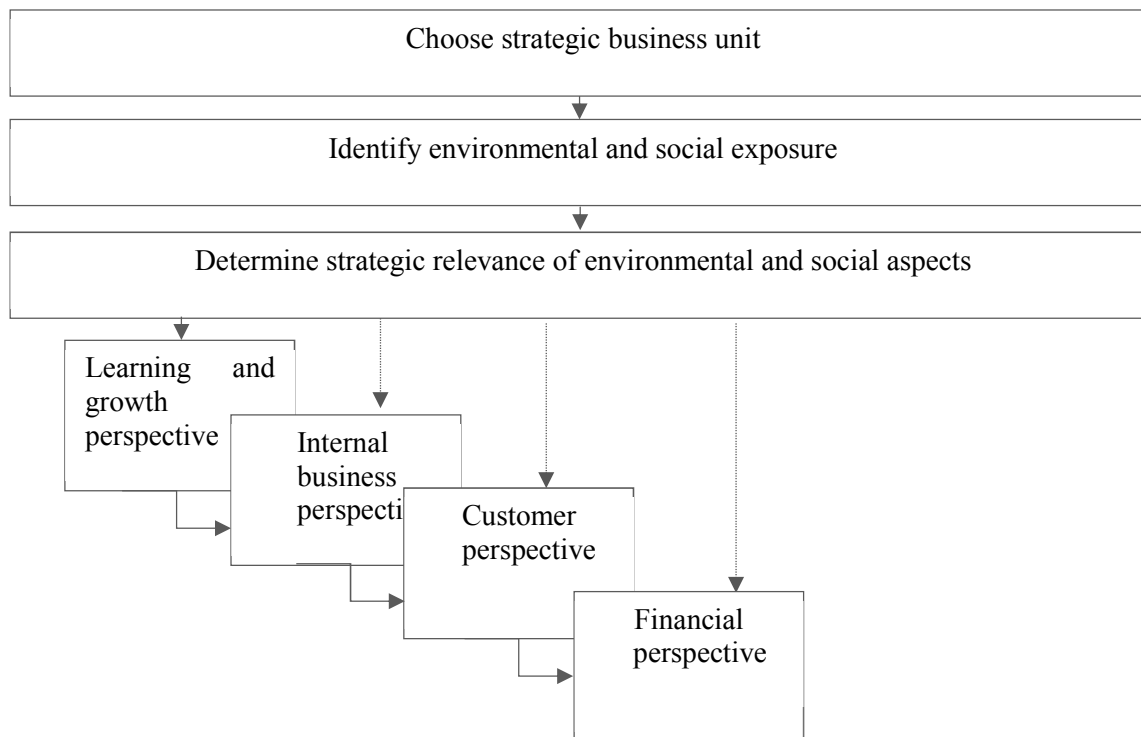 Choose strategic business unit
Identify environmental and social exposure
Determine strategic relevance of environmental and social aspects
Learning and
growth
perspective
Internal
business
perspecti
Customer
perspective
Financial
perspective